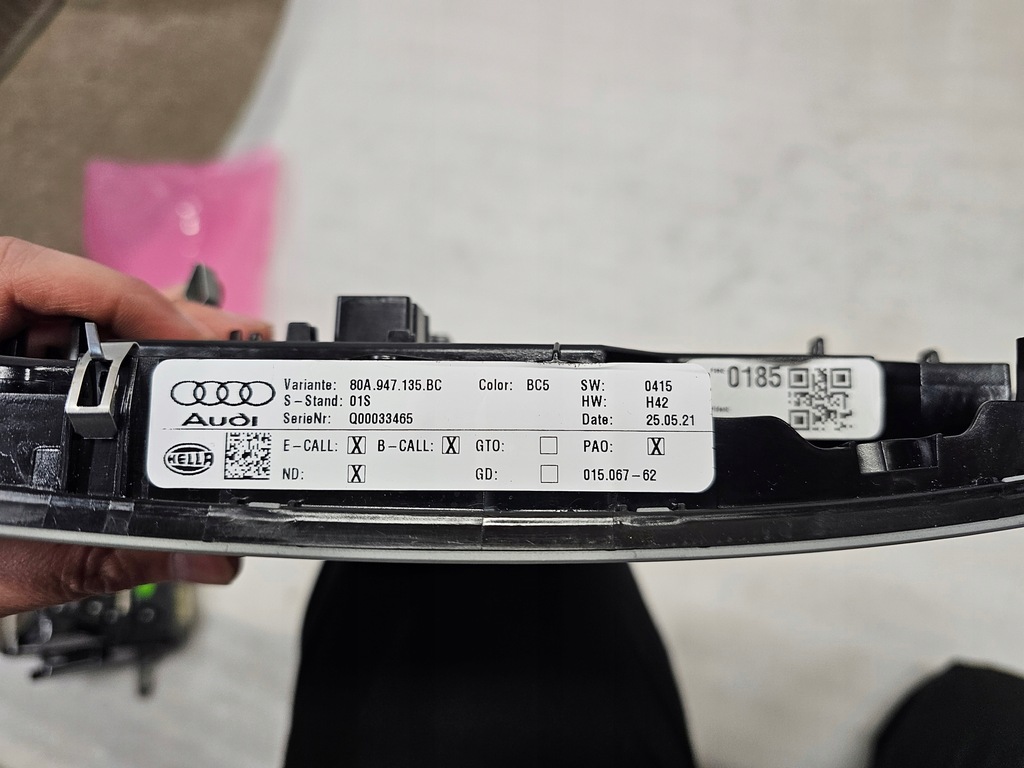 Audi
Variante: 80A.947.135.BC Color: BC5 SW: 0415
S-Stand: 01S HW: H42
SerieNr: Q00033465 Date: 25.05.21
HELLA
E-CALL: X B-CALL: X GTO: PAO: X
ND: X GD: 015.067-62
0185